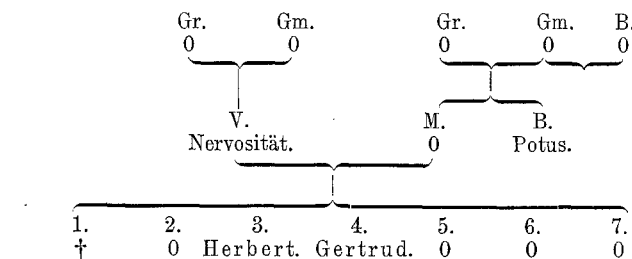 Gr. Gm. Gr. Gm. B.
0 0 0 0 0
V. M. B.
Nervosität. 0 Potus.
1. 2. 3. 4. 5. 6. 7.
† 0 Herbert. Gertrud. 0 0 0